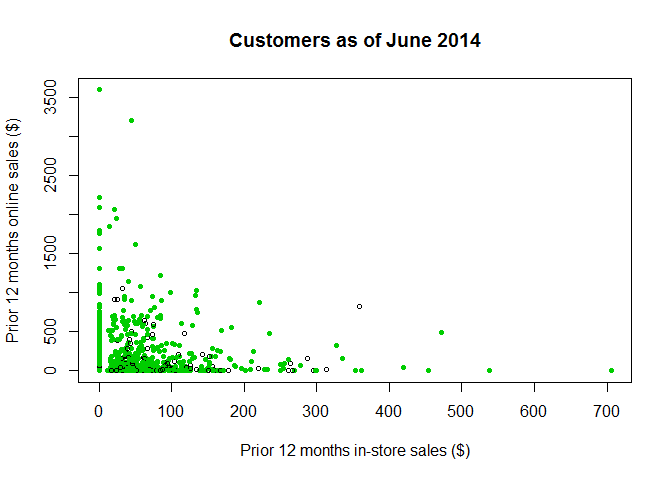 Customers as of June 2014
Prior 12 months online sales ($)
3500
2500
1500
500
0
0 100 200 300 400 500 600 700
Prior 12 months in-store sales ($)